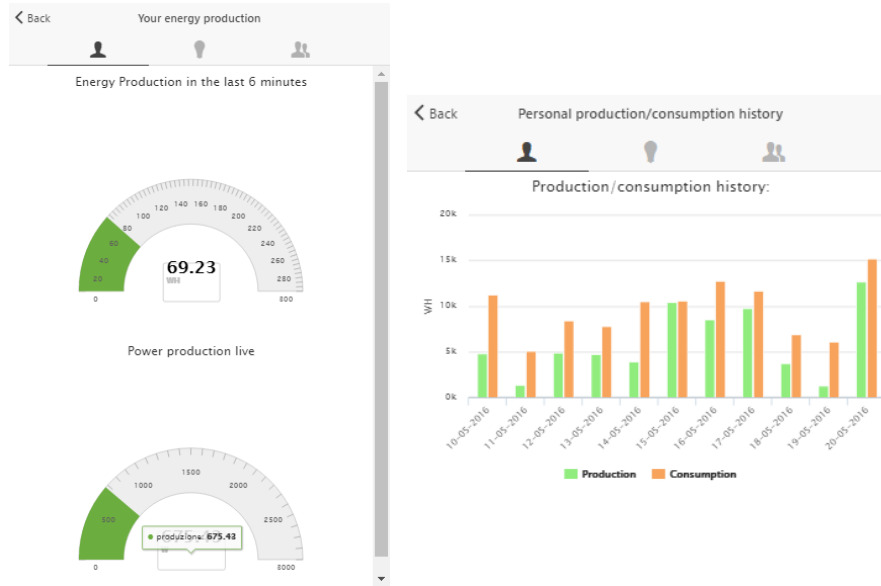 Back
Your energy production
Energy Production in the last 6 minutes
0
20
40
60
80
100
120
140
160
180
200
220
240
260
280
800
69.23
WH
Power production live
0
500
1000
1500
2000
2500
8000
675.43
W
produzione: 675.43
Back
Personal production/consumption history
Production/consumption history:
20k
15k
10k
5k
0k
WH
10-05-2016
11-05-2016
12-05-2016
13-05-2016
14-05-2016
15-05-2016
16-05-2016
17-05-2016
18-05-2016
19-05-2016
20-05-2016
Production
Consumption